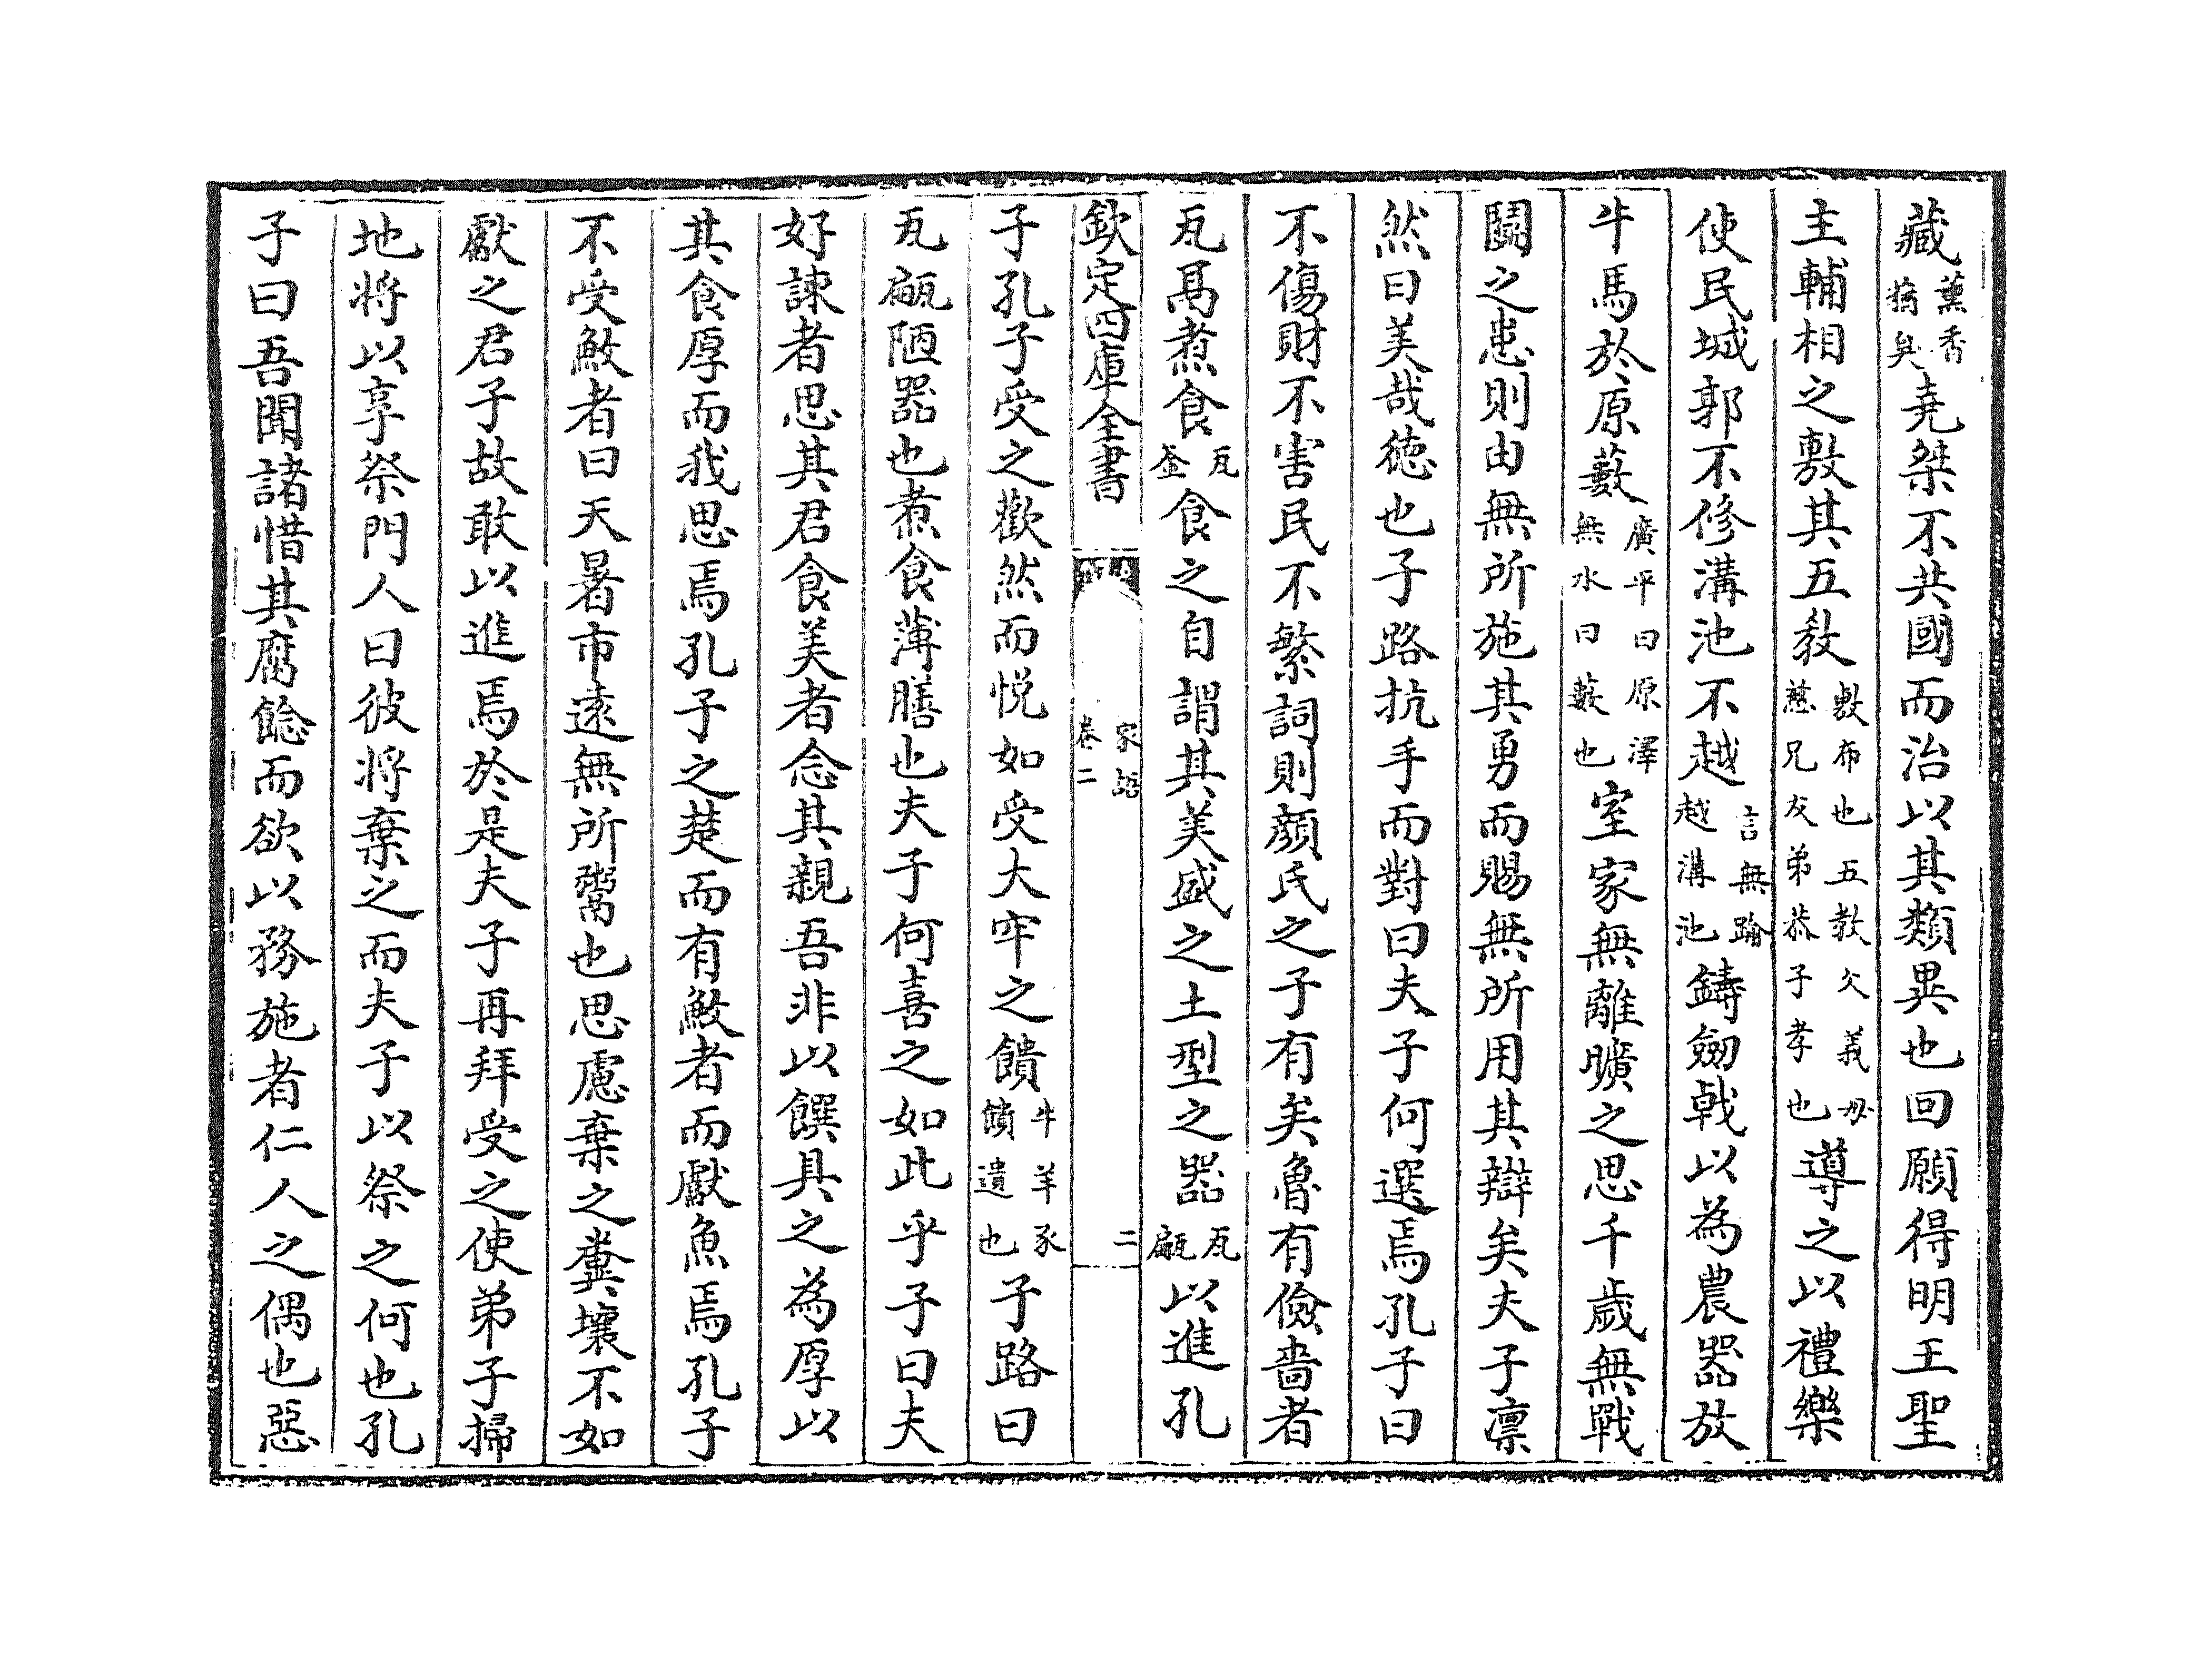 藏薰香蕕臭堯桀不共國而治以其類異也回願得明王聖
主輔相之敷其五教敷布也五教父義母慈兄友弟恭子孝也導之以禮樂
使民城郭不修溝池不越言無踰越溝池鑄劒戟以為農器放
牛馬於原藪廣平曰原澤無水曰藪也室家無離曠之思千歲無戰
鬬之患則由無所施其勇而賜無所用其辯矣夫子凛
然曰美哉徳也子路抗手而對曰夫子何選焉孔子曰
不傷財不害民不繁詞則顔氏之子有矣魯有儉嗇者
瓦鬲煮食瓦釜食之自謂其美盛之土型之器瓦甂以進孔
欽定四庫全書 家語卷二 二
子孔子受之歡然而悅如受大牢之饋牛羊豕饋遺也子路曰
瓦甂陋器也煮食薄膳也夫子何喜之如此乎子曰夫
好諫者思其君食美者念其親吾非以饌具之為厚以
其食厚而我思焉孔子之楚而有䱷者而獻魚焉孔子
不受䱷者曰天暑市逺無所鬻也思慮棄之糞壤不如
獻之君子故敢以進焉於是夫子再拜受之使弟子掃
地将以享祭門人曰彼将棄之而夫子以祭之何也孔
子曰吾聞諸惜其腐餘而欲以務施者仁人之偶也惡